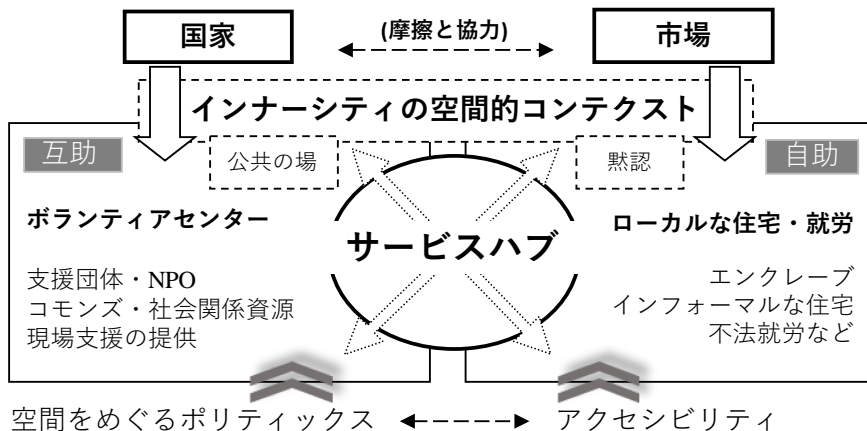 国家
(摩擦と協力)
市場
インナーシティの空間的コンテクスト
互助
公共の場
黙認
自助
ボランティアセンター
サービスハブ
ローカルな住宅・就労
支援団体・NPO
コモンズ・社会関係資源
現場支援の提供
エンクレーブ
インフォーマルな住宅
不法就労など
空間をめぐるポリティックス
アクセシビリティ